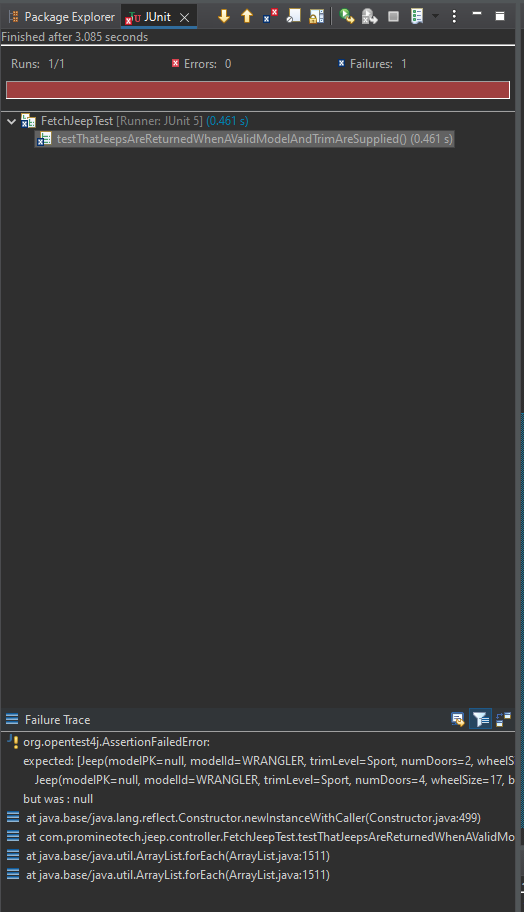 Package Explorer JUnit
Finished after 3.085 seconds
Runs: 1/1 Errors: 0 Failures: 1
FetchJeepTest [Runner: JUnit 5] (0.461 s)
testThatJeepsAreReturnedWhenAValidModelAndTrimAreSupplied() (0.461 s)
Failure Trace
org.opentest4j.AssertionFailedError:
expected: [Jeep(modelPK=null, modelId=WRANGLER, trimLevel=Sport, numDoors=2, wheelS
Jeep(modelPK=null, modelId=WRANGLER, trimLevel=Sport, numDoors=4, wheelSize=17, b
but was : null
at java.base/java.lang.reflect.Constructor.newInstanceWithCaller(Constructor.java:499)
at com.promineotech.jeep.controller.FetchJeepTest.testThatJeepsAreReturnedWhenAValidMo
at java.base/java.util.ArrayList.forEach(ArrayList.java:1511)
at java.base/java.util.ArrayList.forEach(ArrayList.java:1511)